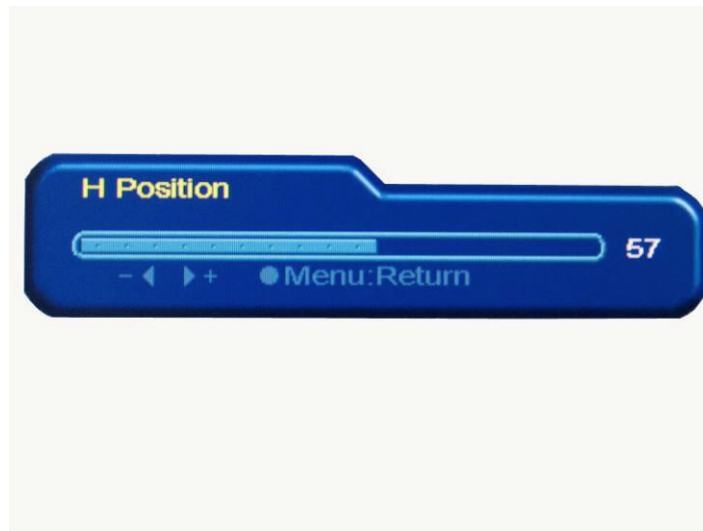 H Position
57
- ◀ ▶ + ●Menu:Return